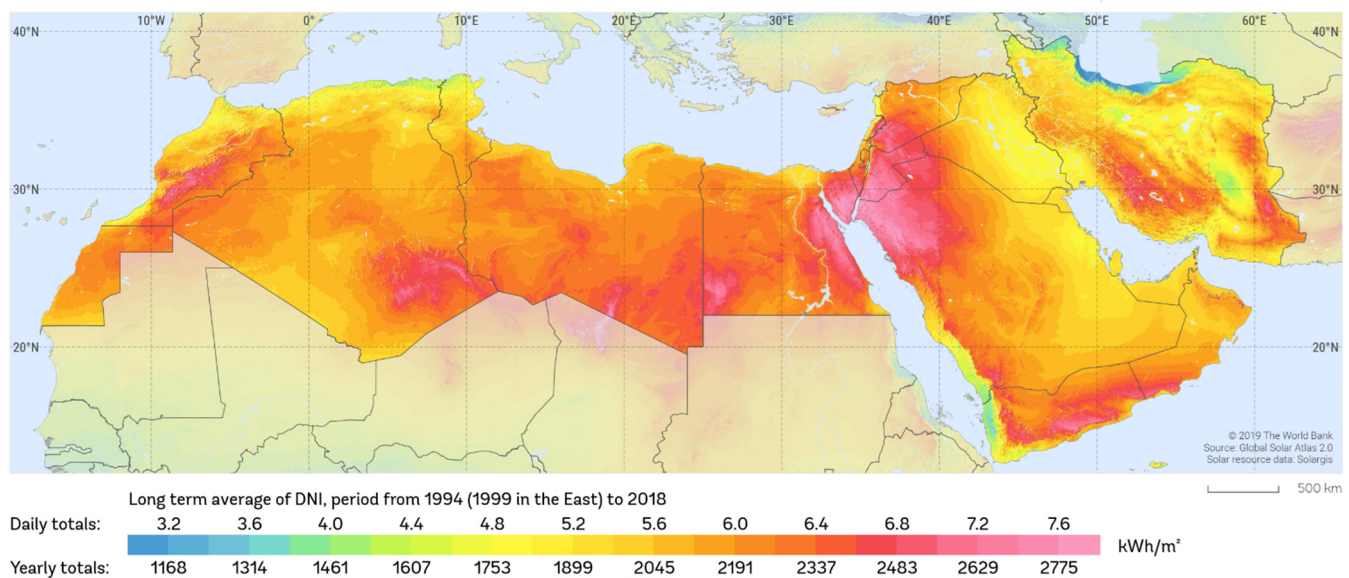 10°W 0° 10°E 20°E 30°E 40°E 50°E 60°E
40°N 40°N
30°N 30°N
20°N 20°N
© 2019 The World Bank
Source: Global Solar Atlas 2.0
Solar resource data: Solargis
500 km
Long term average of DNI, period from 1994 (1999 in the East) to 2018
Daily totals: 3.2 3.6 4.0 4.4 4.8 5.2 5.6 6.0 6.4 6.8 7.2 7.6
kWh/m²
Yearly totals: 1168 1314 1461 1607 1753 1899 2045 2191 2337 2483 2629 2775